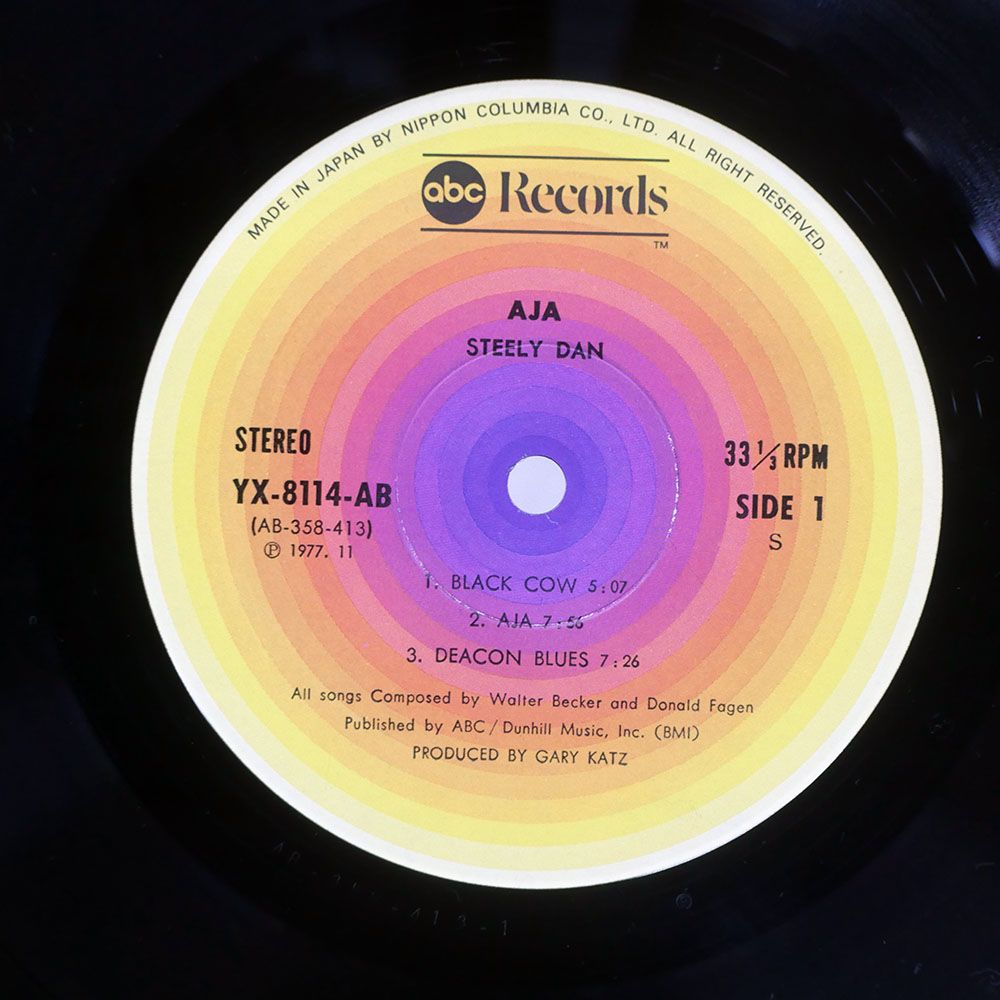 MADE IN JAPAN BY NIPPON COLUMBIA CO., LTD. ALL RIGHT RESERVED.
abc Records
TM
AJA
STEELY DAN
STEREO
YX-8114-AB
(AB-358-413)
Ⓟ 1977. 11
33 1/3 RPM
SIDE 1
S
1. BLACK COW 5:07
2. AJA 7:56
3. DEACON BLUES 7:26
All songs Composed by Walter Becker and Donald Fagen
Published by ABC/Dunhill Music, Inc. (BMI)
PRODUCED BY GARY KATZ